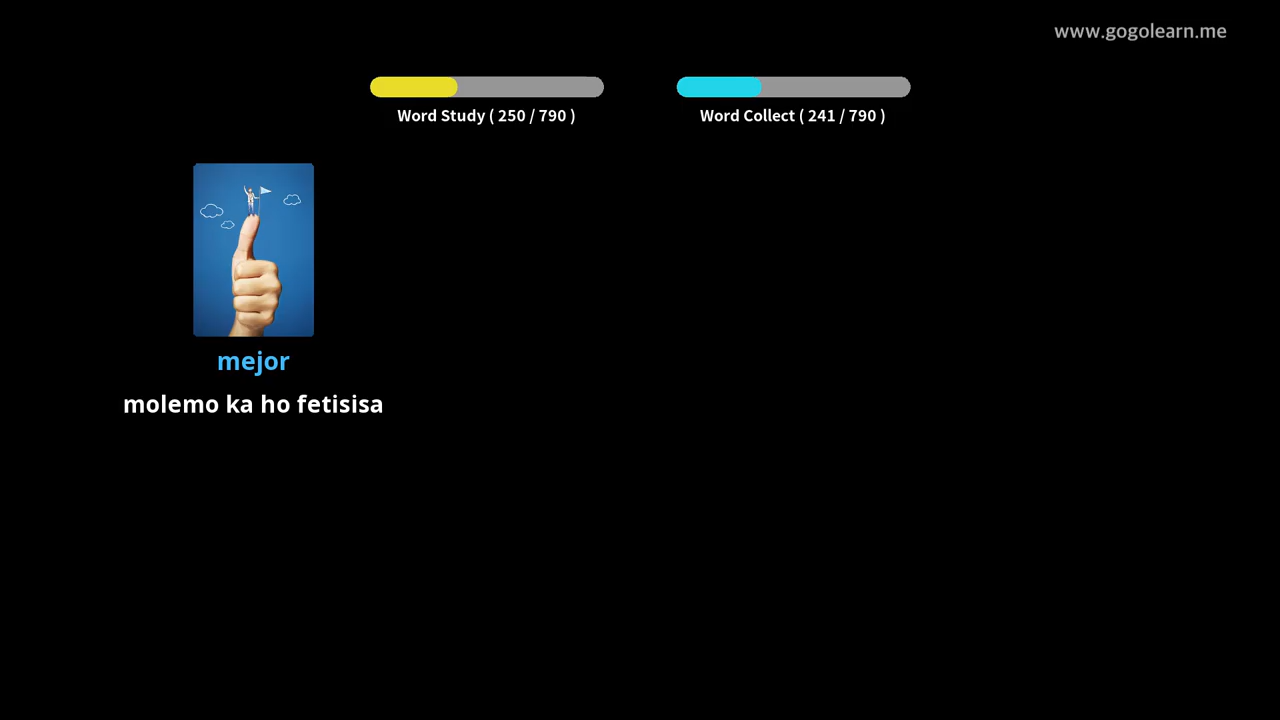 www.gogolearn.me
Word Study ( 250 / 790 )
Word Collect ( 241 / 790 )
mejor
molemo ka ho fetisisa